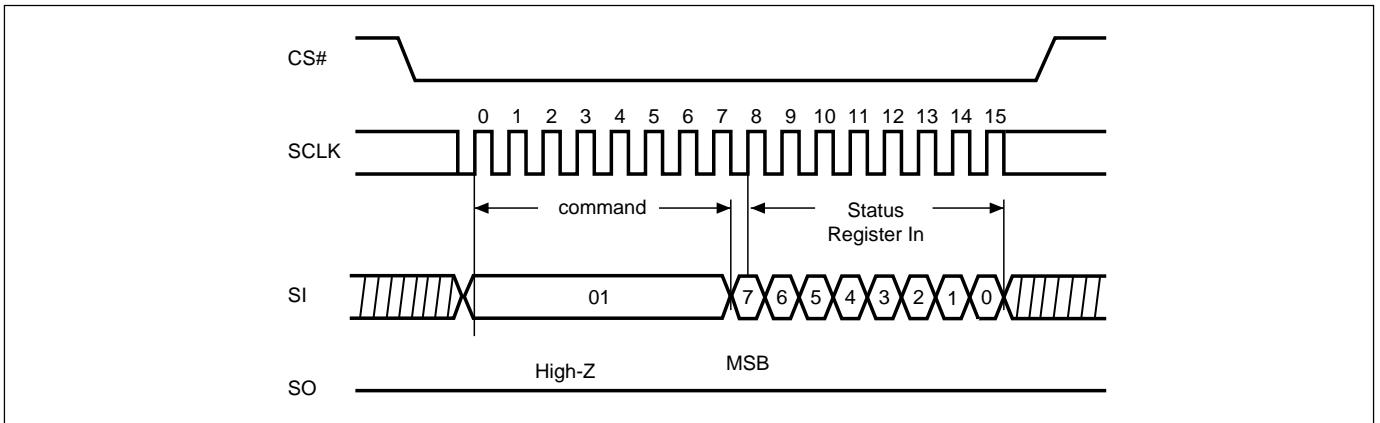 CS#
0 1 2 3 4 5 6 7 8 9 10 11 12 13 14 15
SCLK
command
Status
Register In
SI
01
7 6 5 4 3 2 1 0
High-Z
MSB
SO